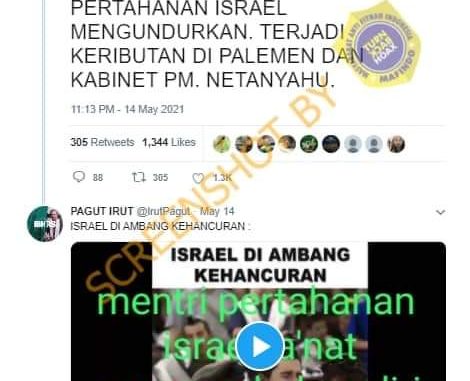 PERTAHANAN ISRAEL
MENGUNDURKAN. TERJADI
KERIBUTAN DI PALEMEN DAN
KABINET PM. NETANYAHU.
11:13 PM - 14 May 2021
305 Retweets 1,344 Likes
88 305 1.3K
PAGUT IRUT @IrutPagut May 14
ISRAEL DI AMBANG KEHANCURAN :
ISRAEL DI AMBANG
KEHANCURAN
mentri pertahanan
SCREENSHOT BY
TURN
BACK
HOAX
MAFINDO